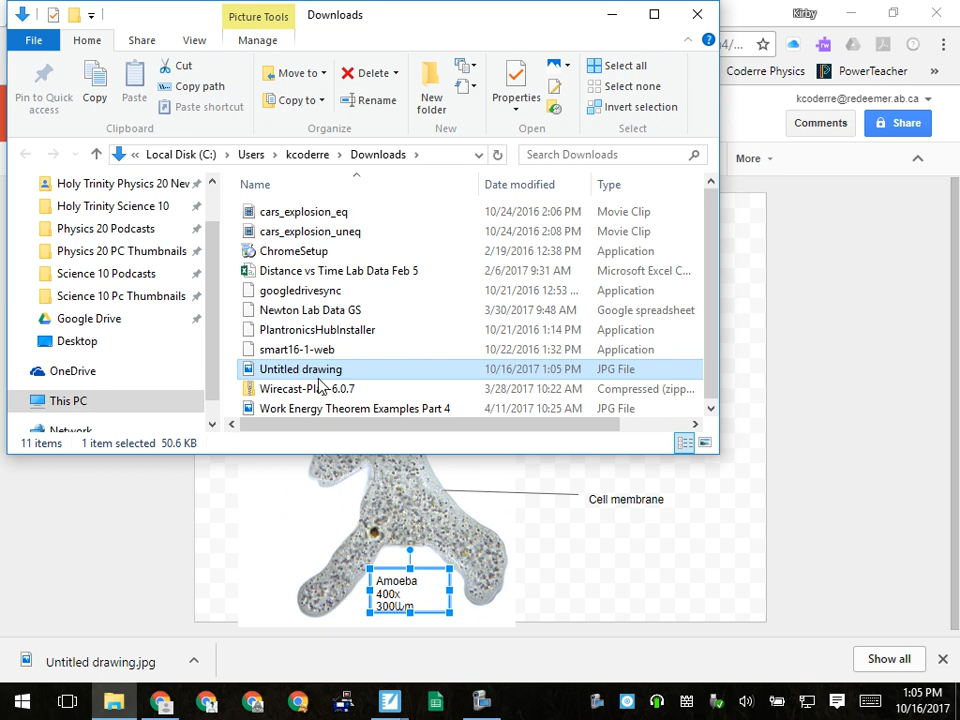 Picture Tools
Downloads
Kirby
File
Home
Share
View
Manage
Coderre Physics
PowerTeacher
Pin to Quick access
Copy
Paste
Cut
Copy path
Paste shortcut
Clipboard
Move to
Copy to
Delete
Rename
Organize
New folder
Properties
Open
Select all
Select none
Invert selection
Select
kcoderre@redeemer.ab.ca
Comments
Share
More
« Local Disk (C:) > Users > kcoderre > Downloads >
Search Downloads
Holy Trinity Physics 20 Nev
Holy Trinity Science 10
Physics 20 Podcasts
Physics 20 PC Thumbnails
Science 10 Podcasts
Science 10 Pc Thumbnails
Google Drive
Desktop
OneDrive
This PC
Network
Name Date modified Type
cars_explosion_eq 10/24/2016 2:06 PM Movie Clip
cars_explosion_uneq 10/24/2016 2:08 PM Movie Clip
ChromeSetup 2/19/2016 12:38 PM Application
Distance vs Time Lab Data Feb 5 2/6/2017 9:31 AM Microsoft Excel C...
googledrivesync 10/21/2016 12:53 ... Application
Newton Lab Data GS 3/30/2017 9:48 AM Google spreadsheet
PlantronicsHubInstaller 10/21/2016 1:14 PM Application
smart16-1-web 10/22/2016 1:32 PM Application
Untitled drawing 10/16/2017 1:05 PM JPG File
Wirecast-Play-6.0.7 3/28/2017 10:22 AM Compressed (zipp...
Work Energy Theorem Examples Part 4 4/11/2017 10:25 AM JPG File
11 items 1 item selected 50.6 KB
Cell membrane
Amoeba
400x
300um
Untitled drawing.jpg
Show all
1:05 PM
10/16/2017